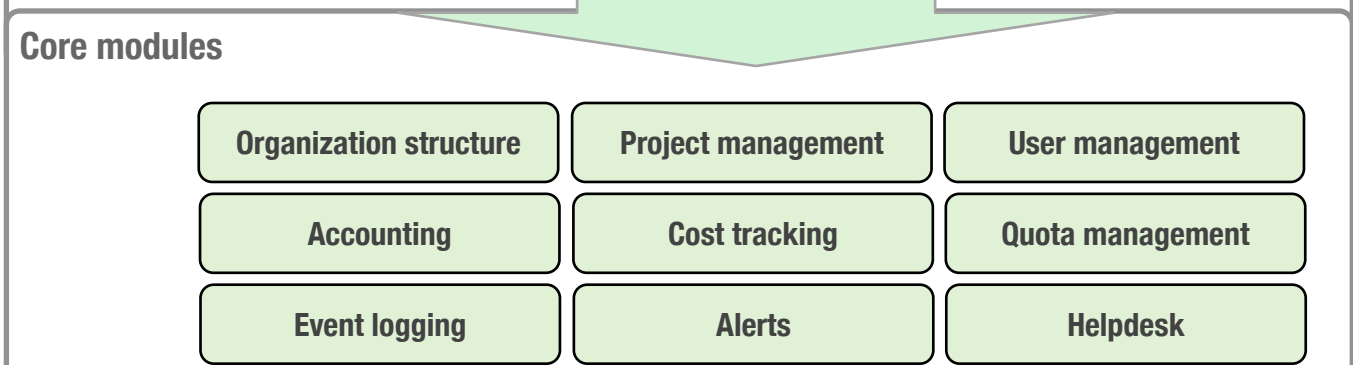 Core modules
Organization structure
Project management
User management
Accounting
Cost tracking
Quota management
Event logging
Alerts
Helpdesk